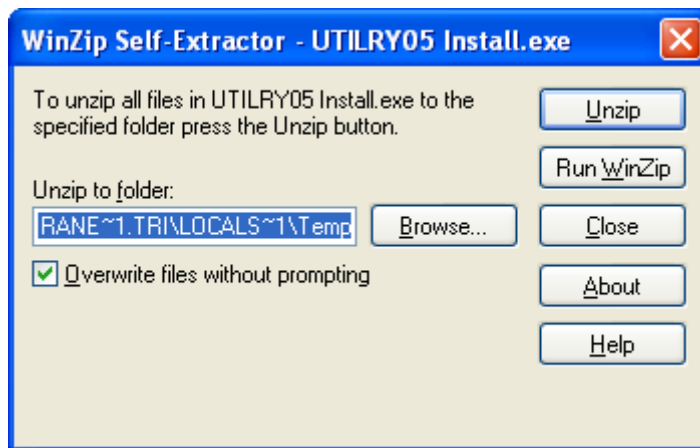 WinZip Self-Extractor - UTILRY05 Install.exe
To unzip all files in UTILRY05 Install.exe to the
specified folder press the Unzip button.
Unzip to folder:
RANE~1.TRI\LOCALS~1\Temp
Browse...
Overwrite files without prompting
Unzip
Run WinZip
Close
About
Help